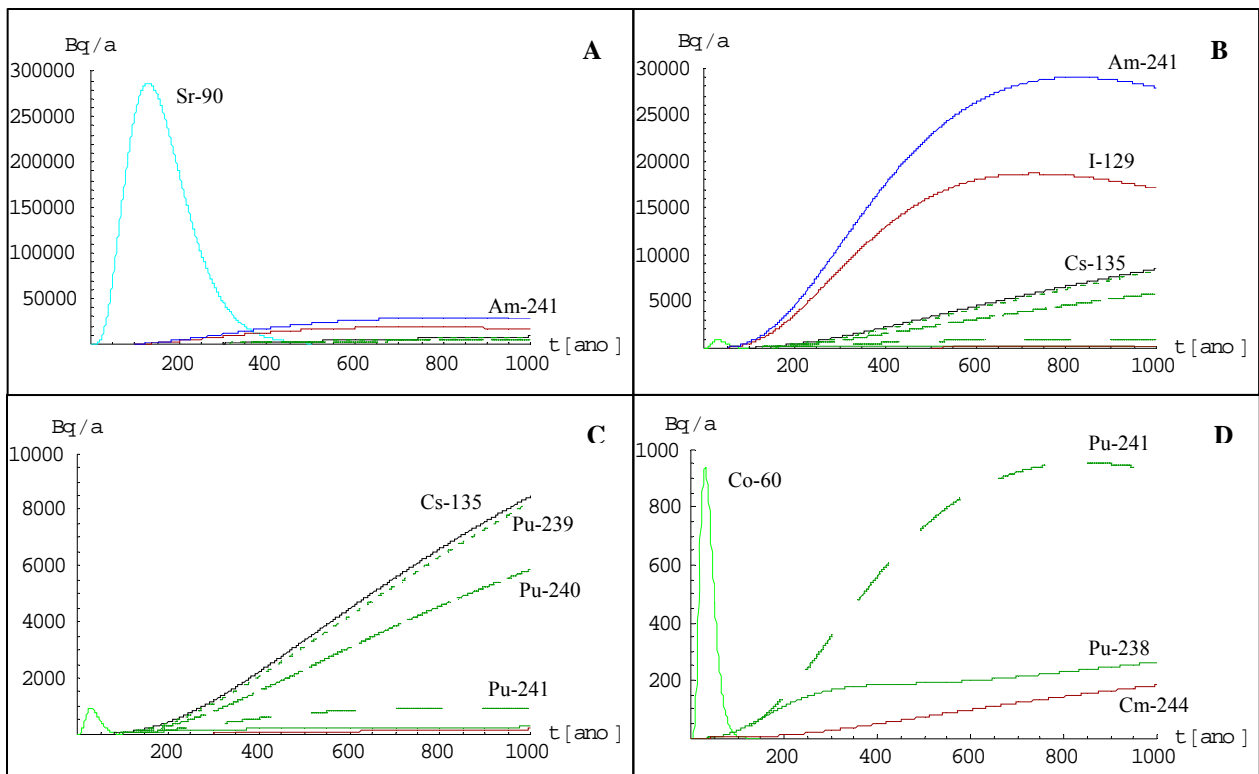 A
Bq/a
300000
250000
200000
150000
100000
50000
Sr-90
Am-241
200 400 600 800 1000
t[ano]
B
Bq/a
30000
25000
20000
15000
10000
5000
Am-241
I-129
Cs-135
200 400 600 800 1000
t[ano]
C
Bq/a
10000
8000
6000
4000
2000
Cs-135
Pu-239
Pu-240
Pu-241
200 400 600 800 1000
t[ano]
D
Bq/a
1000
800
600
400
200
Co-60
Pu-241
Pu-238
Cm-244
200 400 600 800 1000
t[ano]